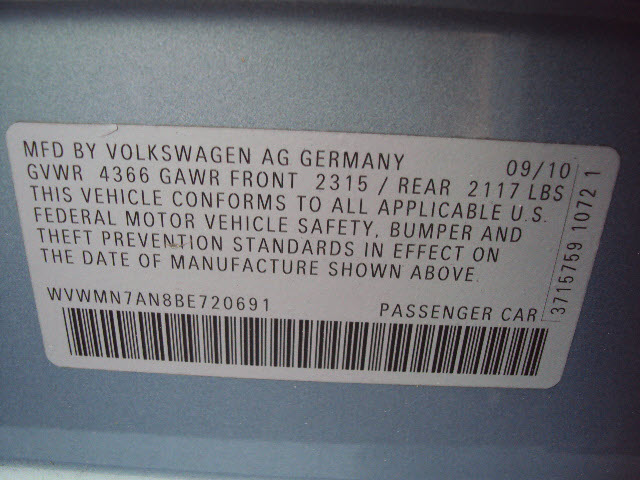 MFD BY VOLKSWAGEN AG GERMANY 09/10
GVWR 4366 GAWR FRONT 2315 / REAR 2117 LBS
THIS VEHICLE CONFORMS TO ALL APPLICABLE U.S.
FEDERAL MOTOR VEHICLE SAFETY, BUMPER AND
THEFT PREVENTION STANDARDS IN EFFECT ON
THE DATE OF MANUFACTURE SHOWN ABOVE.
WVWMN7AN8BE720691 PASSENGER CAR
3715759 1072 1